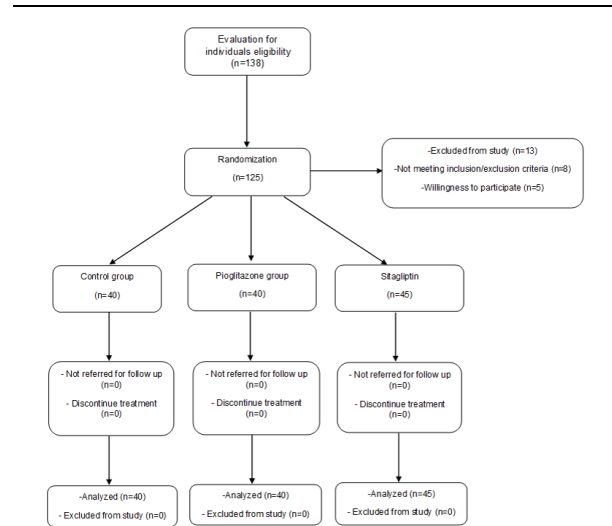 Evaluation for
individuals eligibility
(n=138)
Randomization
(n=125)
-Excluded from study (n=13)
-Not meeting inclusion/exclusion criteria (n=8)
-Willingness to participate (n=5)
Control group
(n=40)
Pioglitazone group
(n=40)
Sitagliptin
(n=45)
- Not referred for follow up
(n=0)
- Discontinue treatment
(n=0)
- Not referred for follow up
(n=0)
- Discontinue treatment
(n=0)
- Not referred for follow up
(n=0)
- Discontinue treatment
(n=0)
-Analyzed (n=40)
- Excluded from study (n=0)
-Analyzed (n=40)
- Excluded from study (n=0)
-Analyzed (n=45)
- Excluded from study (n=0)